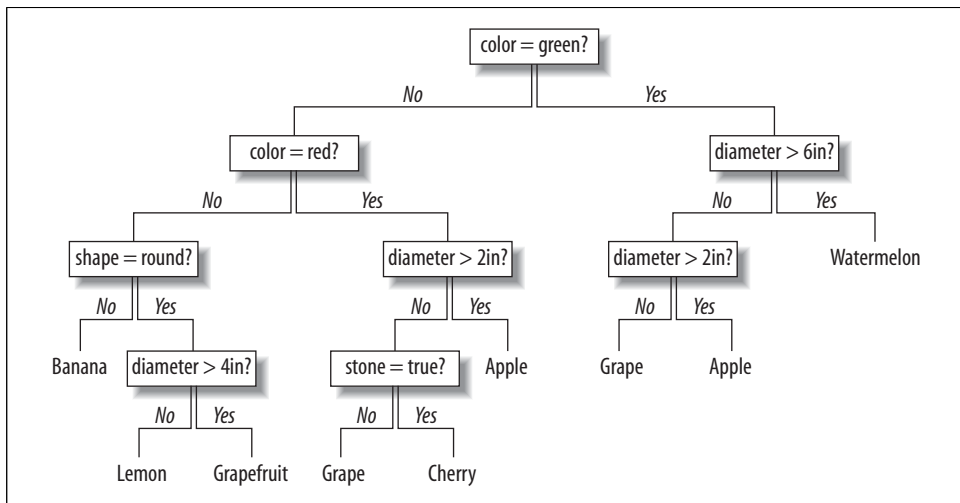 color = green?
No
Yes
color = red?
diameter > 6in?
No
Yes
No
Yes
shape = round?
diameter > 2in?
diameter > 2in?
Watermelon
No
Yes
No
Yes
No
Yes
Banana
diameter > 4in?
stone = true?
Apple
Grape
Apple
No
Yes
No
Yes
Lemon
Grapefruit
Grape
Cherry